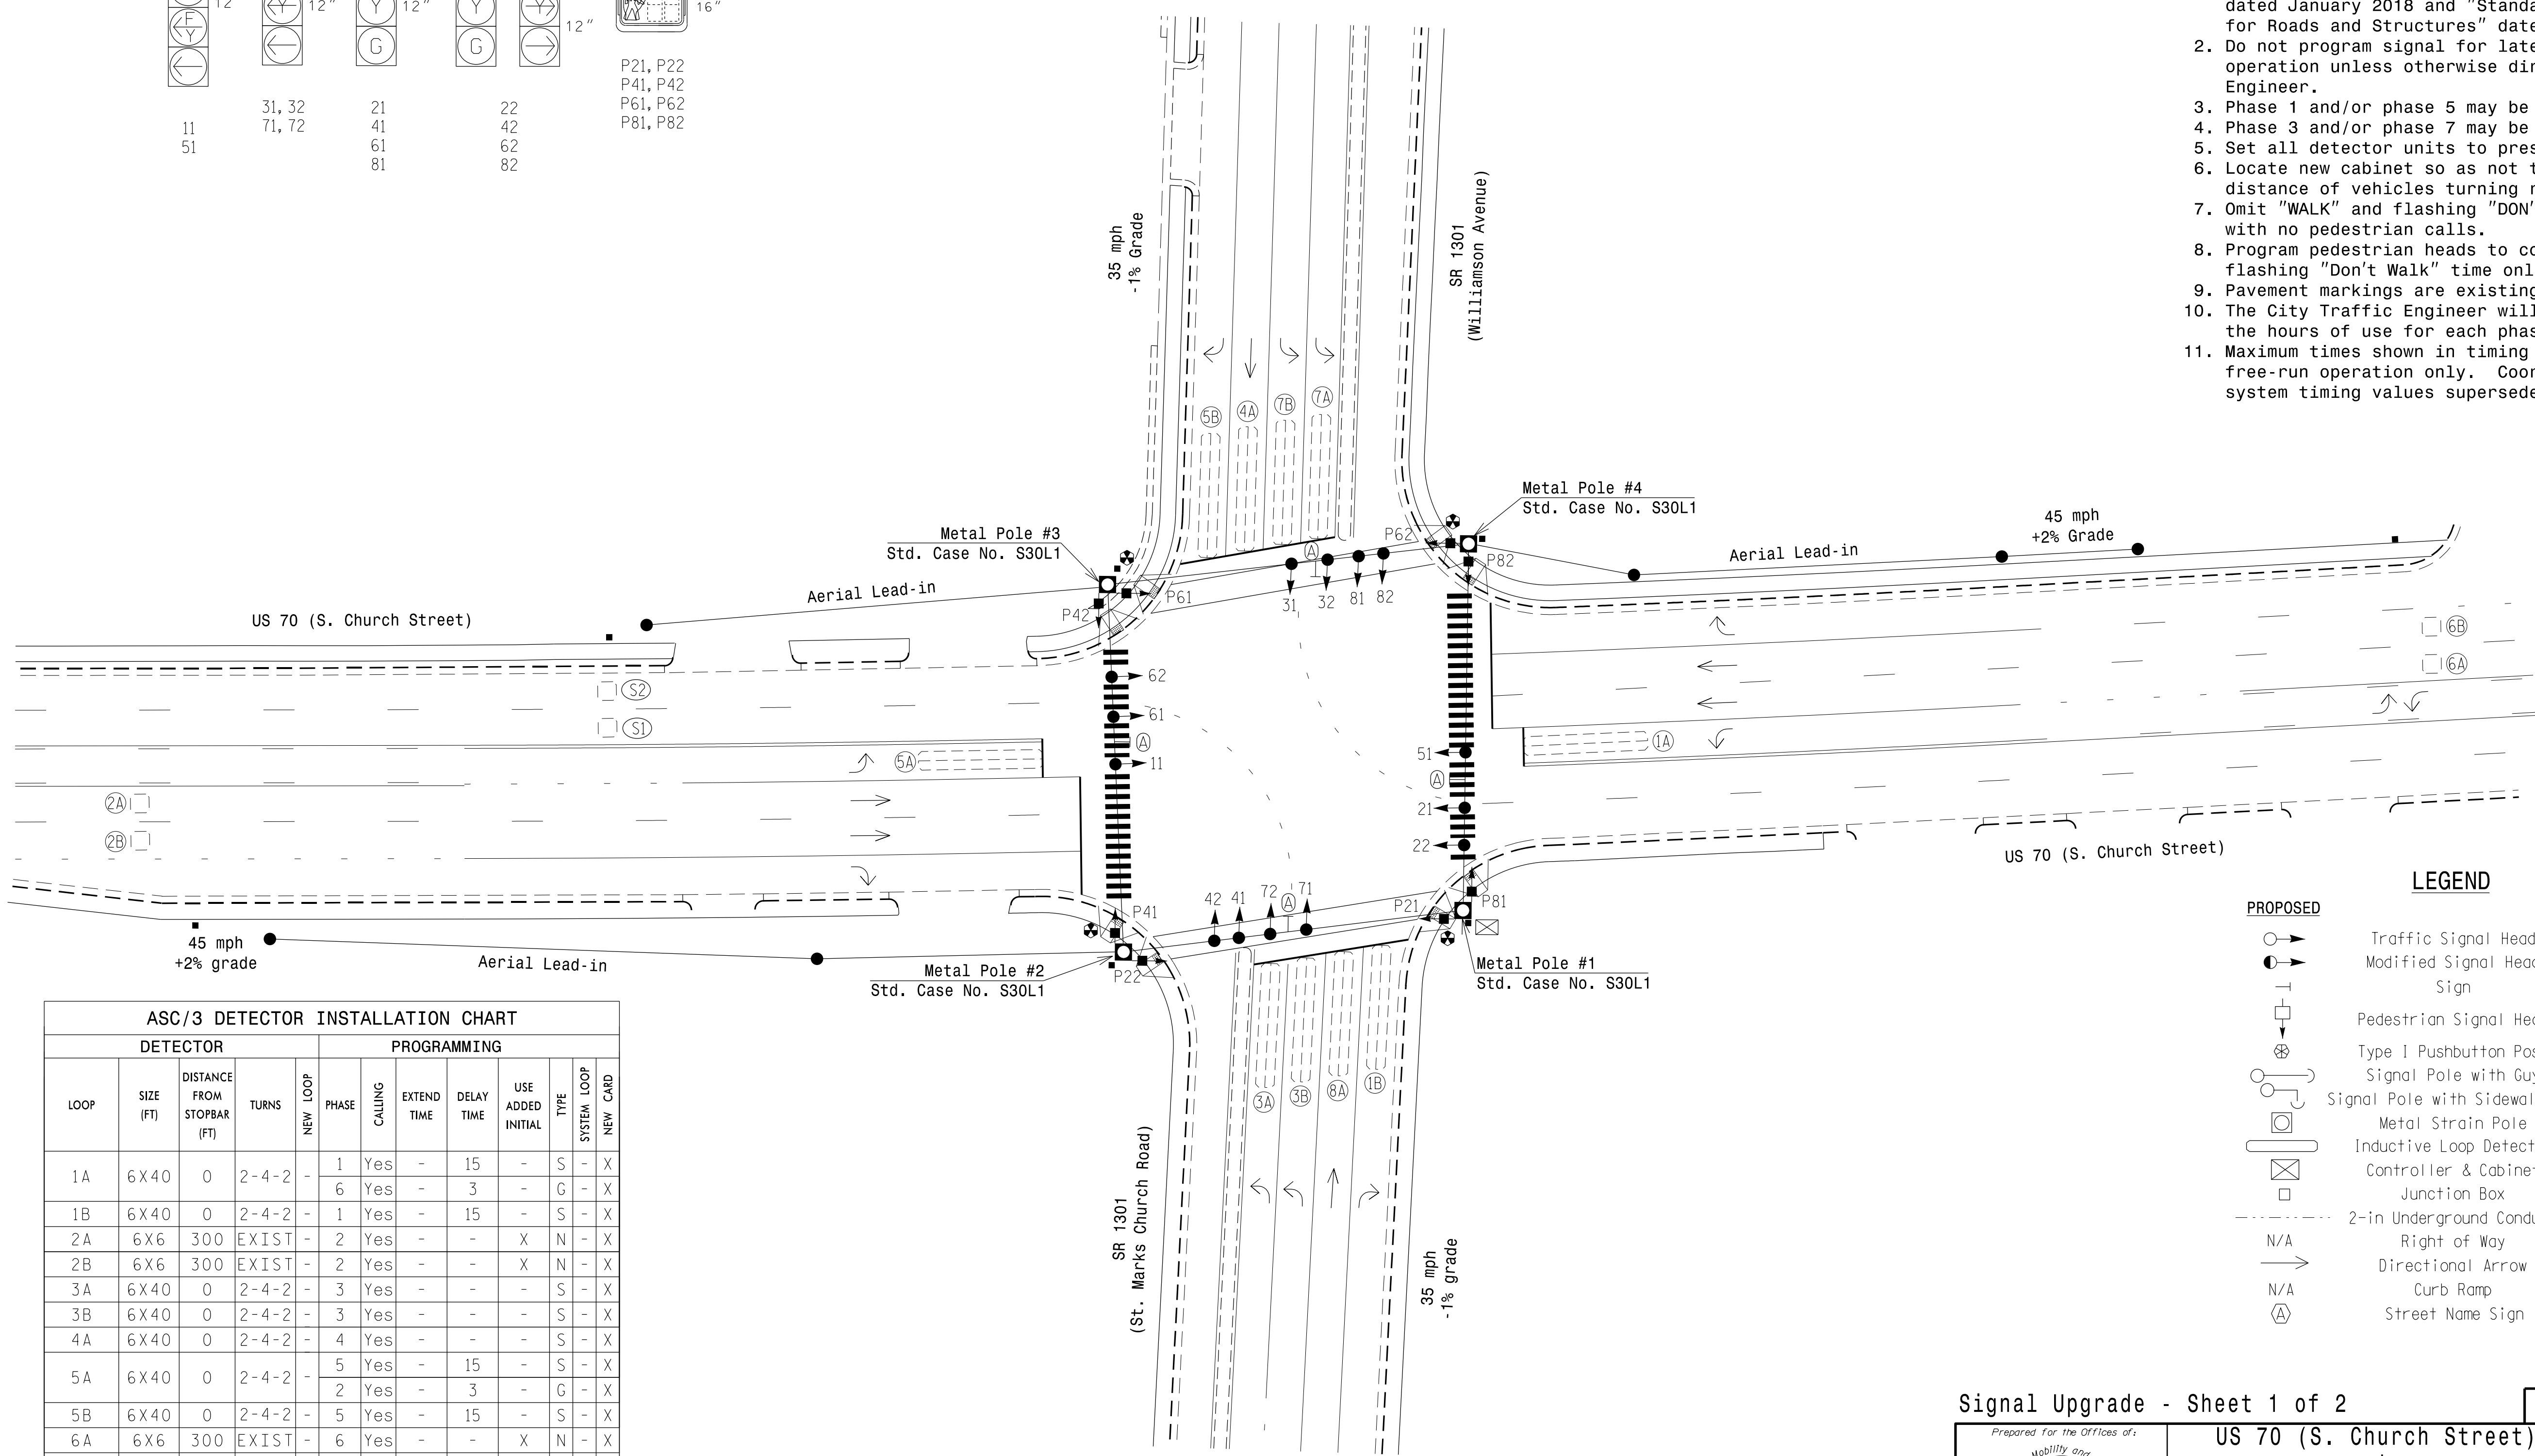 12"
12"
12"
12"
16"
F
Y
Y
Y
Y
Y
G
G
11
51
31, 32
71, 72
21
41
61
81
22
42
62
82
P21, P22
P41, P42
P61, P62
P81, P82
dated January 2018 and "Standa
for Roads and Structures" date
2. Do not program signal for late
operation unless otherwise dir
Engineer.
3. Phase 1 and/or phase 5 may be
4. Phase 3 and/or phase 7 may be
5. Set all detector units to pres
6. Locate new cabinet so as not t
distance of vehicles turning r
7. Omit "WALK" and flashing "DON'
with no pedestrian calls.
8. Program pedestrian heads to co
flashing "Don't Walk" time onl
9. Pavement markings are existing
10. The City Traffic Engineer will
the hours of use for each phas
11. Maximum times shown in timing
free-run operation only. Coor
system timing values supersede
35 mph
-1% Grade
SR 1301
(Williamson Avenue)
5B 4A 7B 7A
Metal Pole #3
Std. Case No. S30L1
Metal Pole #4
Std. Case No. S30L1
45 mph
+2% Grade
Aerial Lead-in
Aerial Lead-in
US 70 (S. Church Street)
P62
A
P82
P61
P42
31 32 81 82
62
61
A
11
51
A
21
22
S2
S1
5A
2A
2B
1A
6B
6A
US 70 (S. Church Street)
42 41 72 A 71
P41
P22
P21
P81
45 mph
+2% grade
Aerial Lead-in
Metal Pole #2
Std. Case No. S30L1
Metal Pole #1
Std. Case No. S30L1
3A 3B 8A 1B
SR 1301
(St. Marks Church Road)
35 mph
-1% grade
LEGEND
PROPOSED
Traffic Signal Head
Modified Signal Head
Sign
Pedestrian Signal Hea
Type I Pushbutton Pos
Signal Pole with Guy
Signal Pole with Sidewal
Metal Strain Pole
Inductive Loop Detect
Controller & Cabinet
Junction Box
2-in Underground Condu
N/A Right of Way
Directional Arrow
N/A Curb Ramp
A Street Name Sign
ASC/3 DETECTOR INSTALLATION CHART
DETECTOR PROGRAMMING
LOOP SIZE (FT) DISTANCE FROM STOPBAR (FT) TURNS NEW LOOP PHASE CALLING EXTEND TIME DELAY TIME USE ADDED INITIAL TYPE SYSTEM LOOP NEW CARD
1A 6X40 0 2-4-2 - 1 Yes - 15 - S - X
6 Yes - 3 - G - X
1B 6X40 0 2-4-2 - 1 Yes - 15 - S - X
2A 6X6 300 EXIST - 2 Yes - - X N - X
2B 6X6 300 EXIST - 2 Yes - - X N - X
3A 6X40 0 2-4-2 - 3 Yes - - - S - X
3B 6X40 0 2-4-2 - 3 Yes - - - S - X
4A 6X40 0 2-4-2 - 4 Yes - - - S - X
5A 6X40 0 2-4-2 - 5 Yes - 15 - S - X
2 Yes - 3 - G - X
5B 6X40 0 2-4-2 - 5 Yes - 15 - S - X
6A 6X6 300 EXIST - 6 Yes - - X N - X
Signal Upgrade - Sheet 1 of 2
Prepared for the Offices of:
Mobility and
US 70 (S. Church Street)